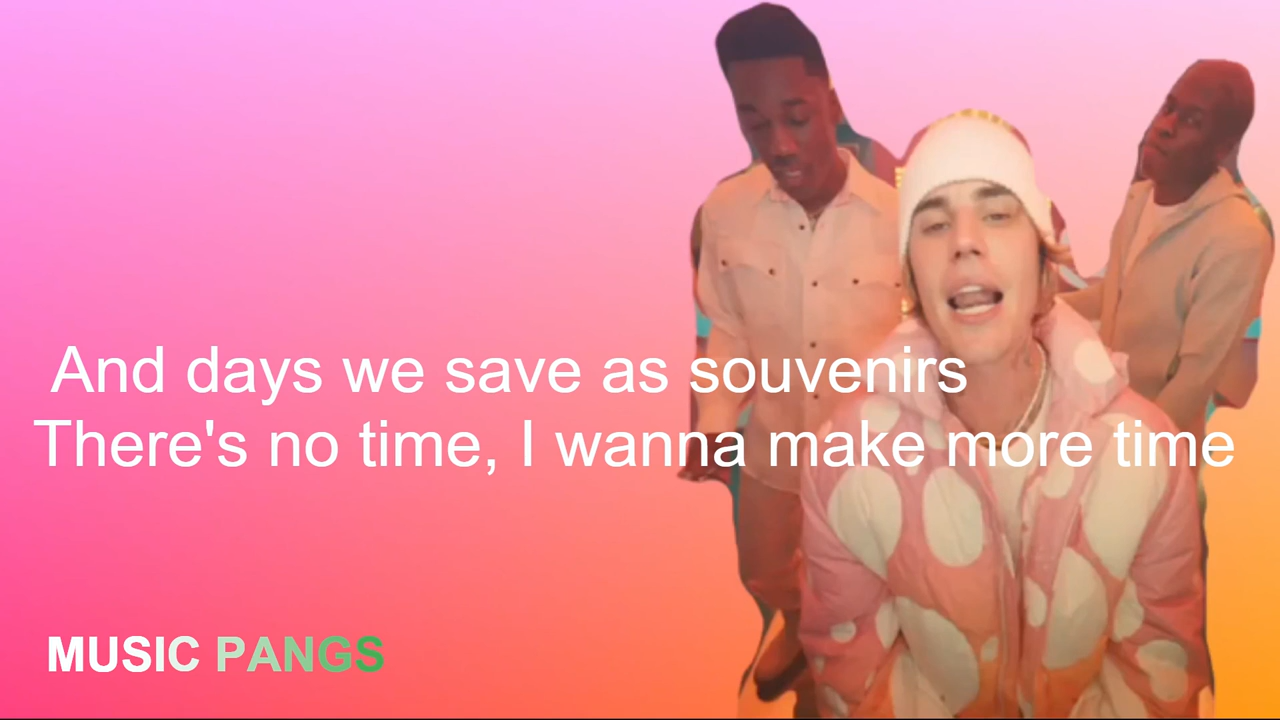 And days we save as souvenirs
There's no time, I wanna make more time
MUSIC PANGS